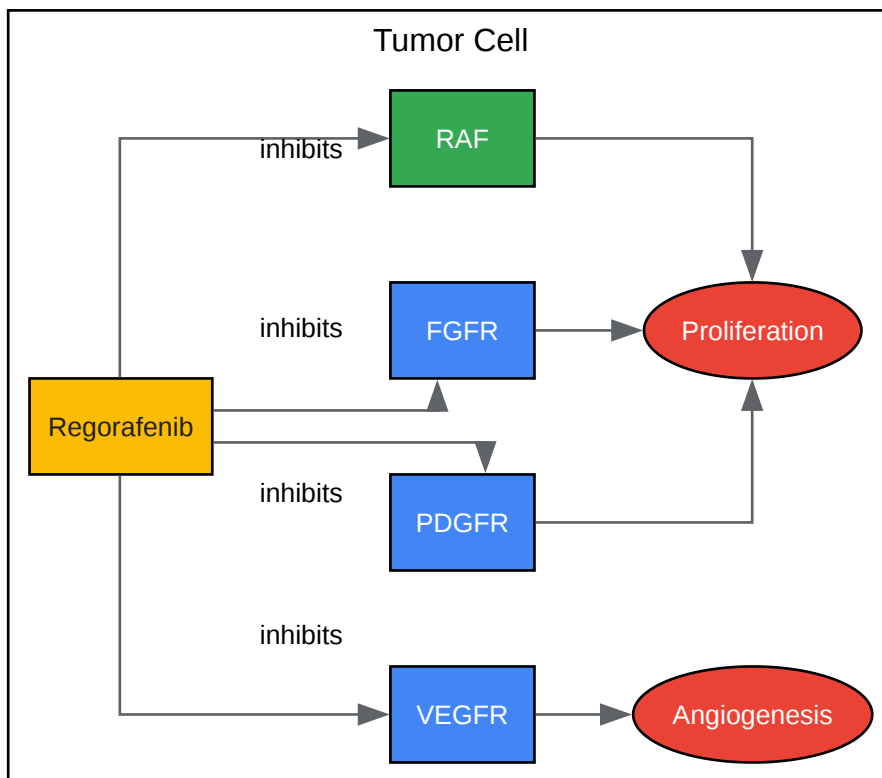 Tumor Cell
RAF
inhibits
inhibits
FGFR
Proliferation
Regorafenib
inhibits
PDGFR
inhibits
VEGFR
Angiogenesis